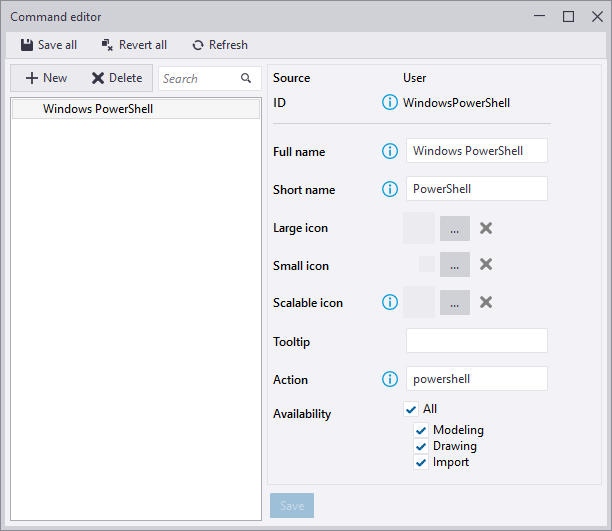 Command editor
Save all Revert all Refresh
New Delete Search
Windows PowerShell
Source User
ID WindowsPowerShell
Full name Windows PowerShell
Short name PowerShell
Large icon ...
Small icon ...
Scalable icon ...
Tooltip
Action powershell
Availability All
Modeling
Drawing
Import
Save